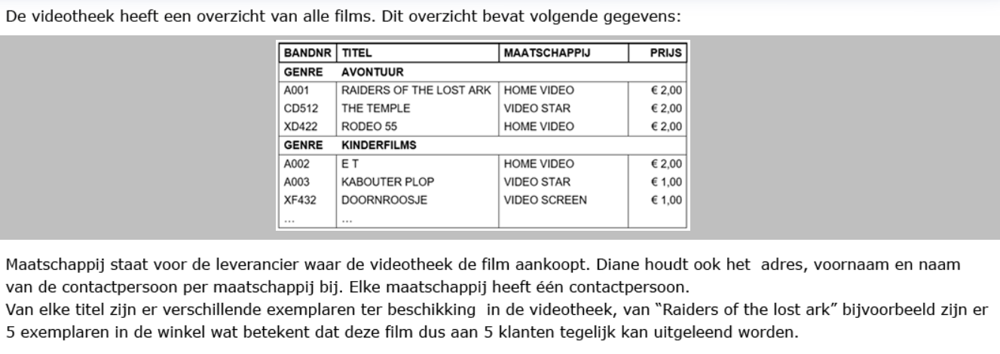 De videotheek heeft een overzicht van alle films. Dit overzicht bevat volgende gegevens:
BANDNR TITEL MAATSCHAPPIJ PRIJS
GENRE AVONTUUR
A001 RAIDERS OF THE LOST ARK HOME VIDEO € 2,00
CD512 THE TEMPLE VIDEO STAR € 2,00
XD422 RODEO 55 HOME VIDEO € 2,00
GENRE KINDERFILMS
A002 E T HOME VIDEO € 2,00
A003 KABOUTER PLOP VIDEO STAR € 1,00
XF432 DOORNROOSJE VIDEO SCREEN € 1,00
... ...
Maatschappij staat voor de leverancier waar de videotheek de film aankoopt. Diane houdt ook het adres, voornaam en naam
van de contactpersoon per maatschappij bij. Elke maatschappij heeft één contactpersoon.
Van elke titel zijn er verschillende exemplaren ter beschikking in de videotheek, van “Raiders of the lost ark” bijvoorbeeld zijn er
5 exemplaren in de winkel wat betekent dat deze film dus aan 5 klanten tegelijk kan uitgeleend worden.